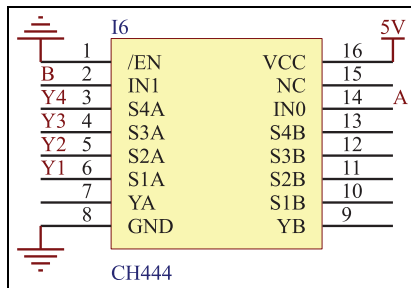 I6
5V
1 /EN VCC 16
B 2 IN1 NC 15
Y4 3 S4A IN0 14 A
Y3 4 S3A S4B 13
Y2 5 S2A S3B 12
Y1 6 S1A S2B 11
7 YA S1B 10
8 GND YB 9
CH444